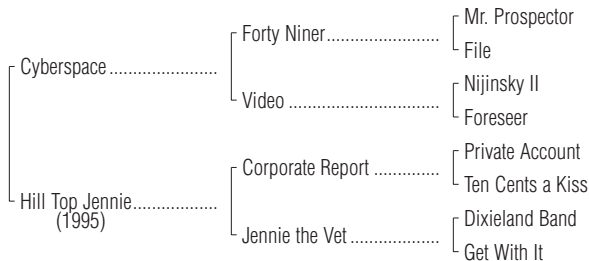 Mr. Prospector
Forty Niner........................
File
Cyberspace .......................
Nijinsky II
Video ................................
Foreseer
Private Account
Corporate Report ..............
Ten Cents a Kiss
Hill Top Jennie..................
(1995)
Dixieland Band
Jennie the Vet ...................
Get With It